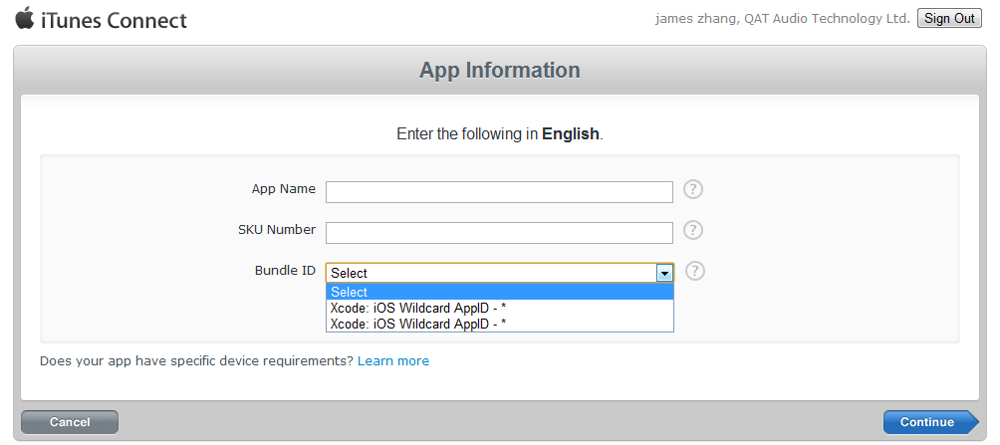 iTunes Connect
james zhang, QAT Audio Technology Ltd. Sign Out
App Information
Enter the following in English.
App Name ?
SKU Number ?
Bundle ID Select ?
Select
Xcode: iOS Wildcard AppID - *
Xcode: iOS Wildcard AppID - *
Does your app have specific device requirements? Learn more
Cancel Continue